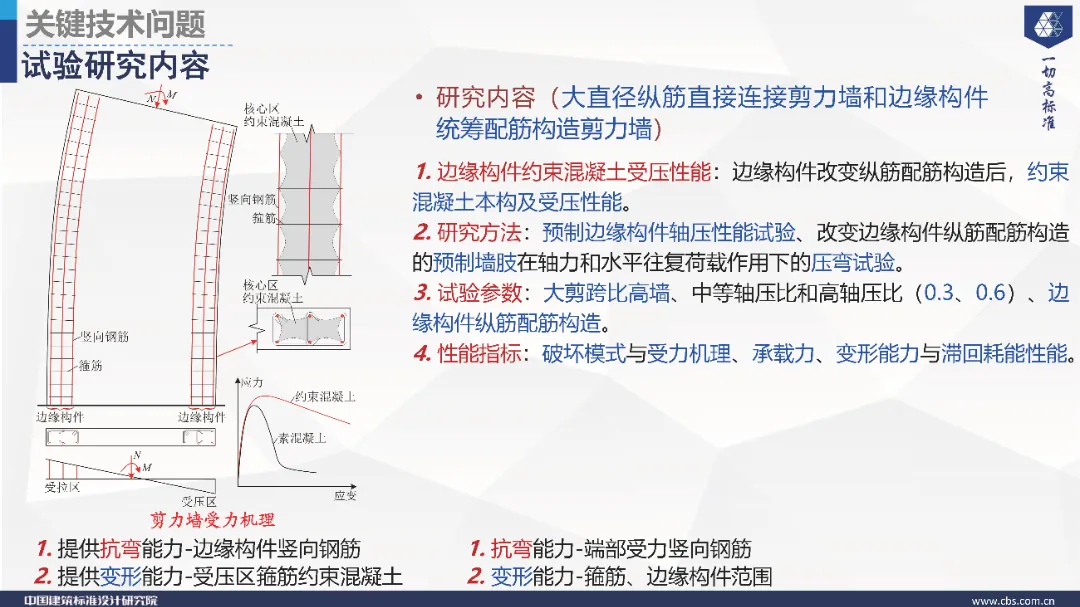 关键技术问题
试验研究内容
一切高标准
N M
核心区
约束混凝土
竖向钢筋
箍筋
核心区
约束混凝土
竖向钢筋
箍筋
边缘构件 边缘构件
应力
约束混凝土
素混凝土
应变
N
M
受拉区
受压区
剪力墙受力机理
• 研究内容（大直径纵筋直接连接剪力墙和边缘构件
统筹配筋构造剪力墙）
1. 边缘构件约束混凝土受压性能：边缘构件改变纵筋配筋构造后，约束
混凝土本构及受压性能。
2. 研究方法：预制边缘构件轴压性能试验、改变边缘构件纵筋配筋构造
的预制墙肢在轴力和水平往复荷载作用下的压弯试验。
3. 试验参数：大剪跨比高墙、中等轴压比和高轴压比（0.3、0.6）、边
缘构件纵筋配筋构造。
4. 性能指标：破坏模式与受力机理、承载力、变形能力与滞回耗能性能。
1. 提供抗弯能力-边缘构件竖向钢筋
2. 提供变形能力-受压区箍筋约束混凝土
1. 抗弯能力-端部受力竖向钢筋
2. 变形能力-箍筋、边缘构件范围
中国建筑标准设计研究院
www.cbs.com.cn